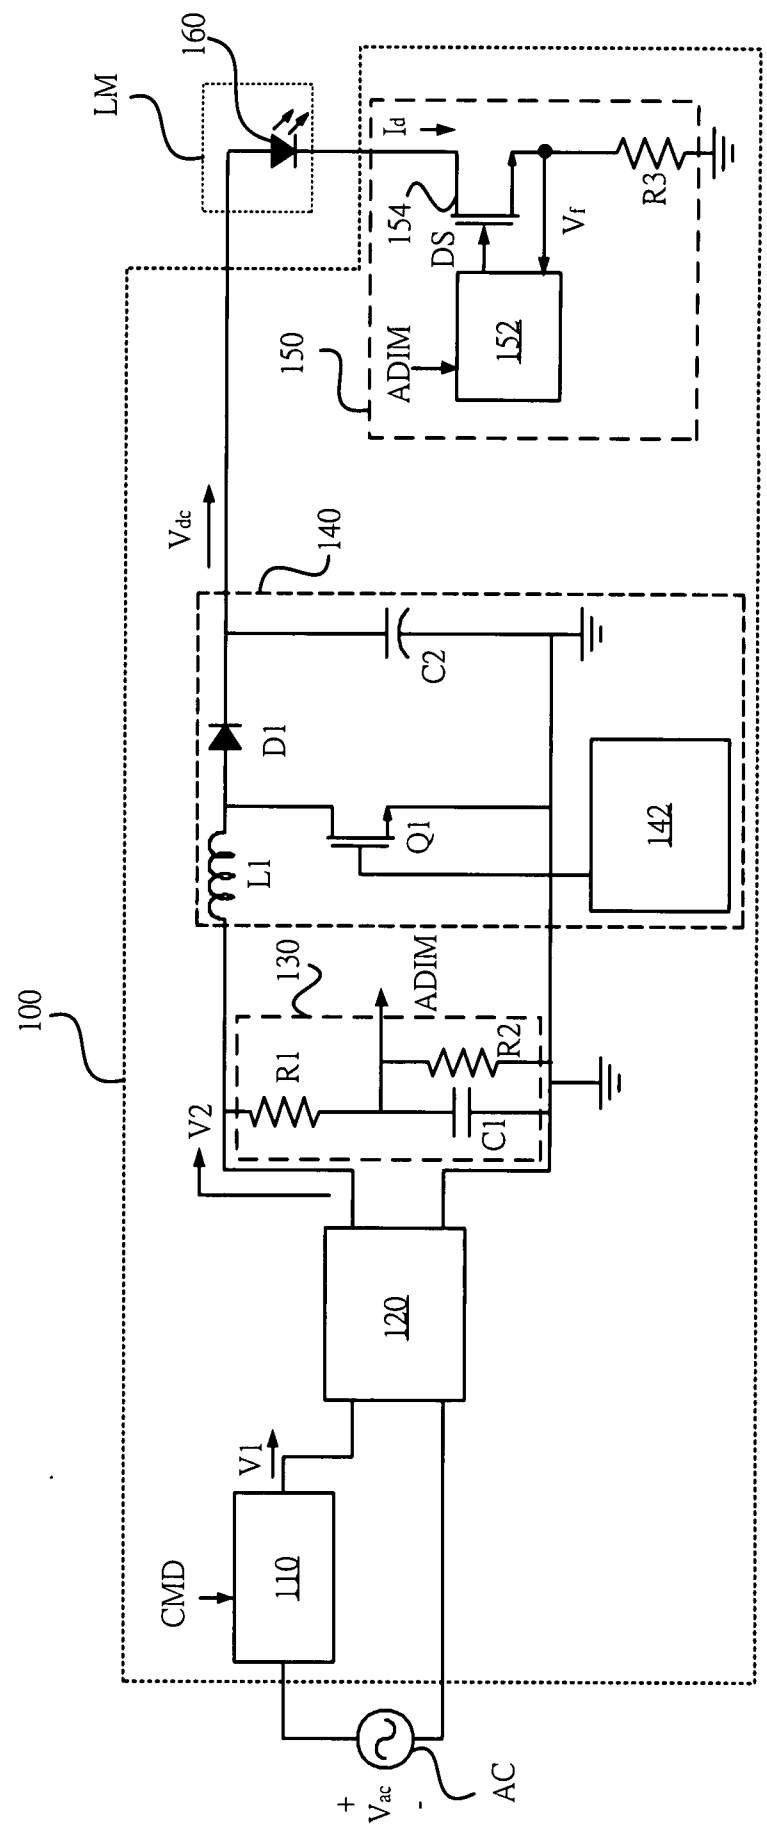 100
LM
160
CMD
V1
V2
110
120
130
R1
C1
R2
ADIM
L1
D1
Q1
C2
140
142
Vdc
150
ADIM
152
DS
154
Id
Vf
R3
+
Vac
-
AC